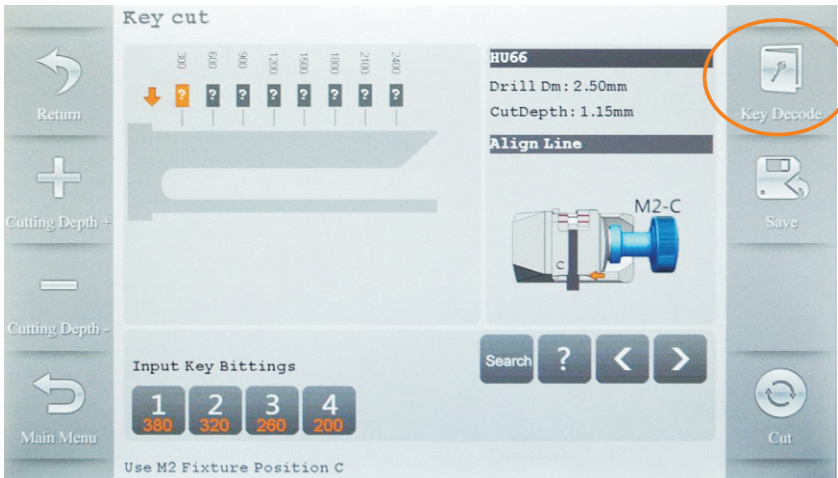 Key cut
Return
Cutting Depth +
Cutting Depth -
Main Menu
300 600 900 1200 1500 1800 2100 2400
? ? ? ? ? ? ? ?
HU66
Drill Dm: 2.50mm
CutDepth: 1.15mm
Align Line
M2-C
C
Key Decode
Save
Cut
Input Key Bittings
Search ? < >
1 2 3 4
380 320 260 200
Use M2 Fixture Position C